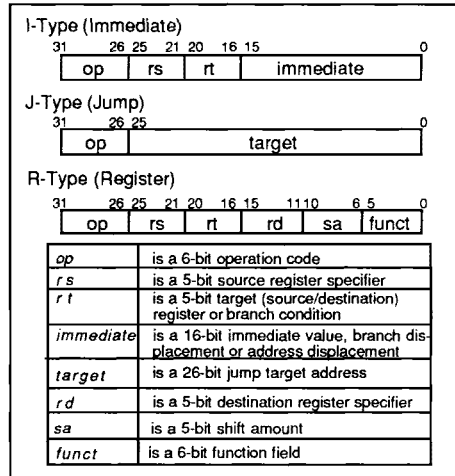 I-Type (Immediate)
31 26 25 21 20 16 15 0
op rs rt immediate
J-Type (Jump)
31 26 25 0
op target
R-Type (Register)
31 26 25 21 20 16 15 11 10 6 5 0
op rs rt rd sa funct
op is a 6-bit operation code
rs is a 5-bit source register specifier
rt is a 5-bit target (source/destination)
register or branch condition
immediate is a 16-bit immediate value, branch dis-
placement or address displacement
target is a 26-bit jump target address
rd is a 5-bit destination register specifier
sa is a 5-bit shift amount
funct is a 6-bit function field